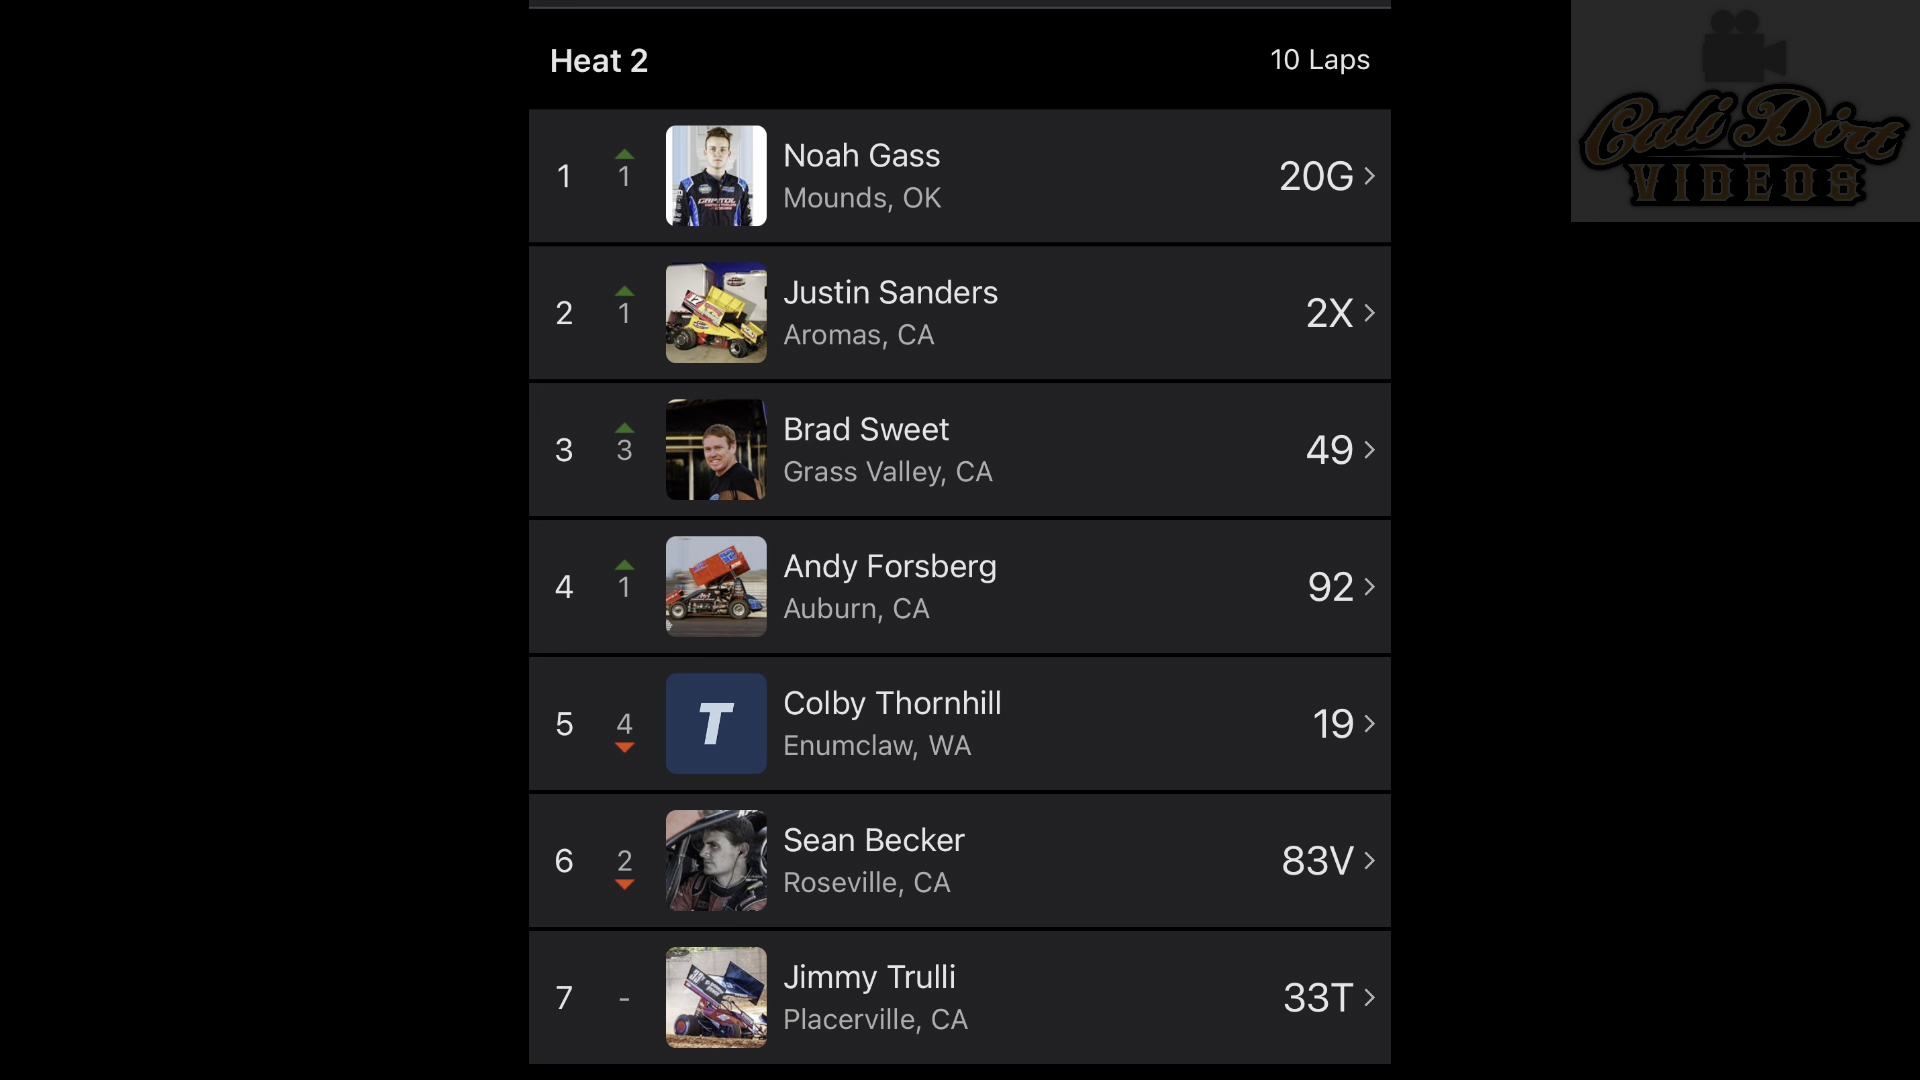 Heat 2
10 Laps
Cali Dirt
VIDEOS
1
1
Noah Gass
Mounds, OK
20G
CAPITOL
2
1
Justin Sanders
Aromas, CA
2X
17
3
3
Brad Sweet
Grass Valley, CA
49
4
1
Andy Forsberg
Auburn, CA
92
5
4
T
Colby Thornhill
Enumclaw, WA
19
6
2
Sean Becker
Roseville, CA
83V
7
-
Jimmy Trulli
Placerville, CA
33T